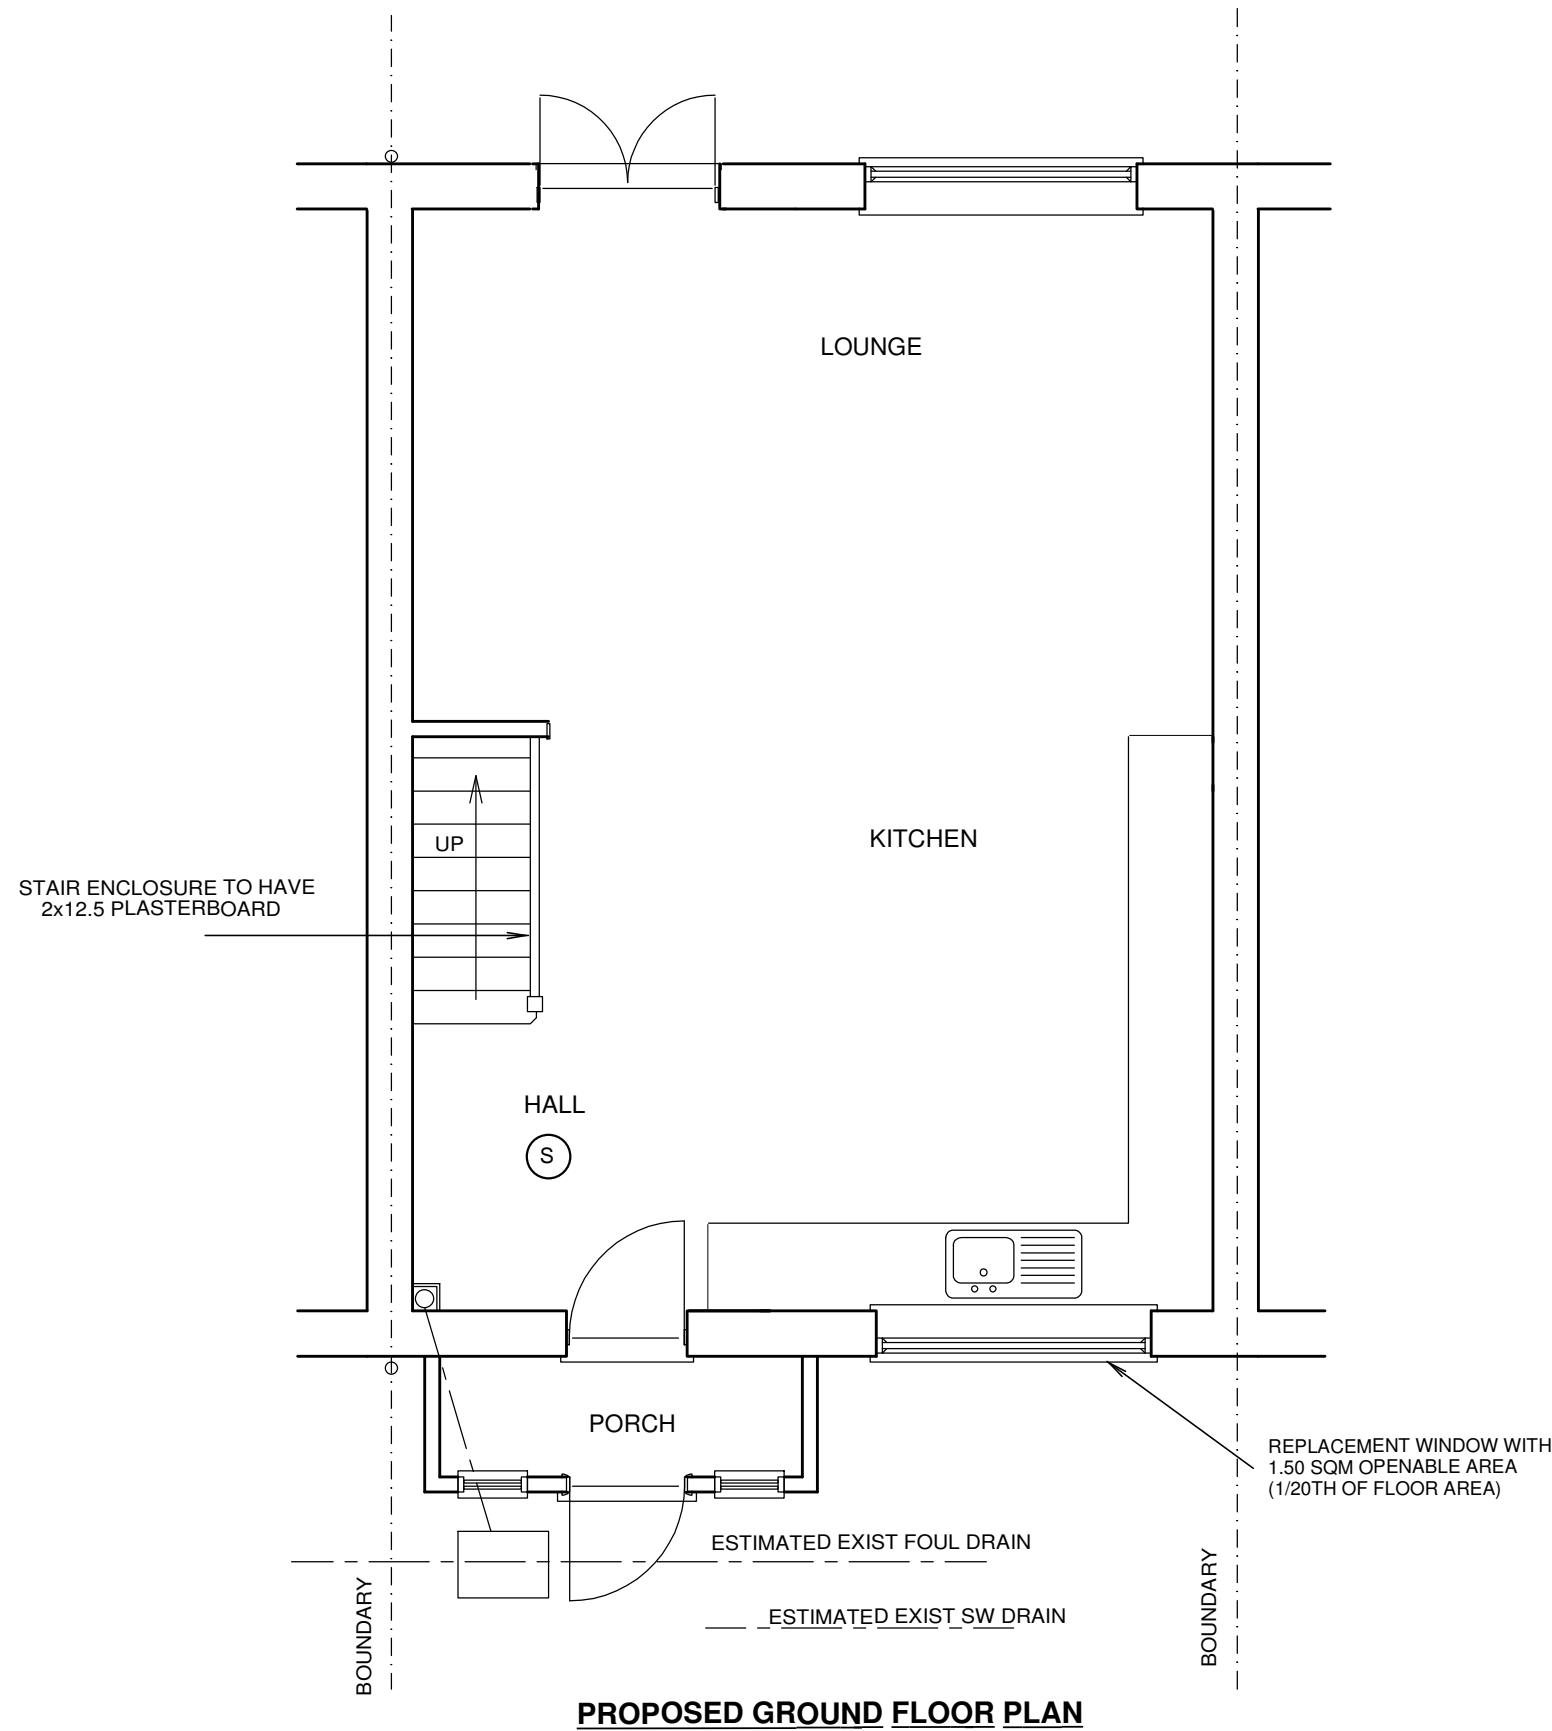 LOUNGE
UP
KITCHEN
STAIR ENCLOSURE TO HAVE
2x12.5 PLASTERBOARD
HALL
S
PORCH
REPLACEMENT WINDOW WITH
1.50 SQM OPENABLE AREA
(1/20TH OF FLOOR AREA)
ESTIMATED EXIST FOUL DRAIN
BOUNDARY
ESTIMATED EXIST SW DRAIN
BOUNDARY
PROPOSED GROUND FLOOR PLAN